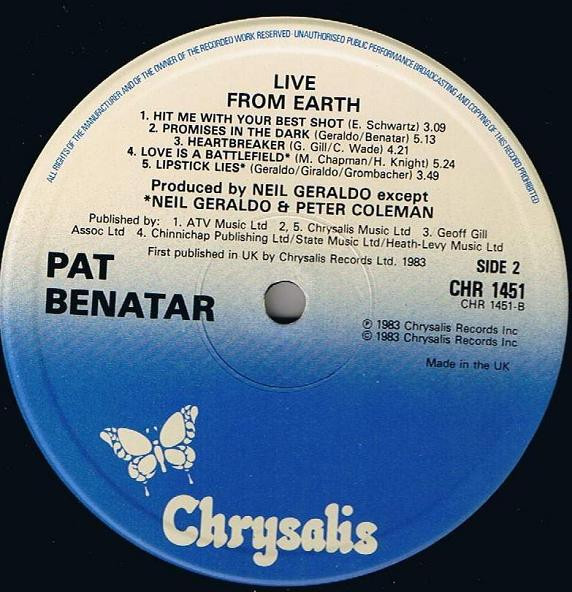 ALL RIGHTS OF THE MANUFACTURER AND OF THE OWNER OF THE RECORDED WORK RESERVED · UNAUTHORISED PUBLIC PERFORMANCE BROADCASTING AND COPYING OF THIS RECORD PROHIBITED
LIVE
FROM EARTH
1. HIT ME WITH YOUR BEST SHOT (E. Schwartz) 3.09
2. PROMISES IN THE DARK (Geraldo/Benatar) 5.13
3. HEARTBREAKER (G. Gill/C. Wade) 4.21
4. LOVE IS A BATTLEFIELD* (M. Chapman/H. Knight) 5.24
5. LIPSTICK LIES* (Geraldo/Giraldo/Grombacher) 3.49
Produced by NEIL GERALDO except
*NEIL GERALDO & PETER COLEMAN
Published by: 1. ATV Music Ltd 2, 5. Chrysalis Music Ltd 3. Geoff Gill
Assoc Ltd 4. Chinnichap Publishing Ltd/State Music Ltd/Heath-Levy Music Ltd
First published in UK by Chrysalis Records Ltd. 1983
PAT
BENATAR
SIDE 2
CHR 1451
CHR 1451-B
℗ 1983 Chrysalis Records Inc
© 1983 Chrysalis Records Inc
Made in the UK
Chrysalis